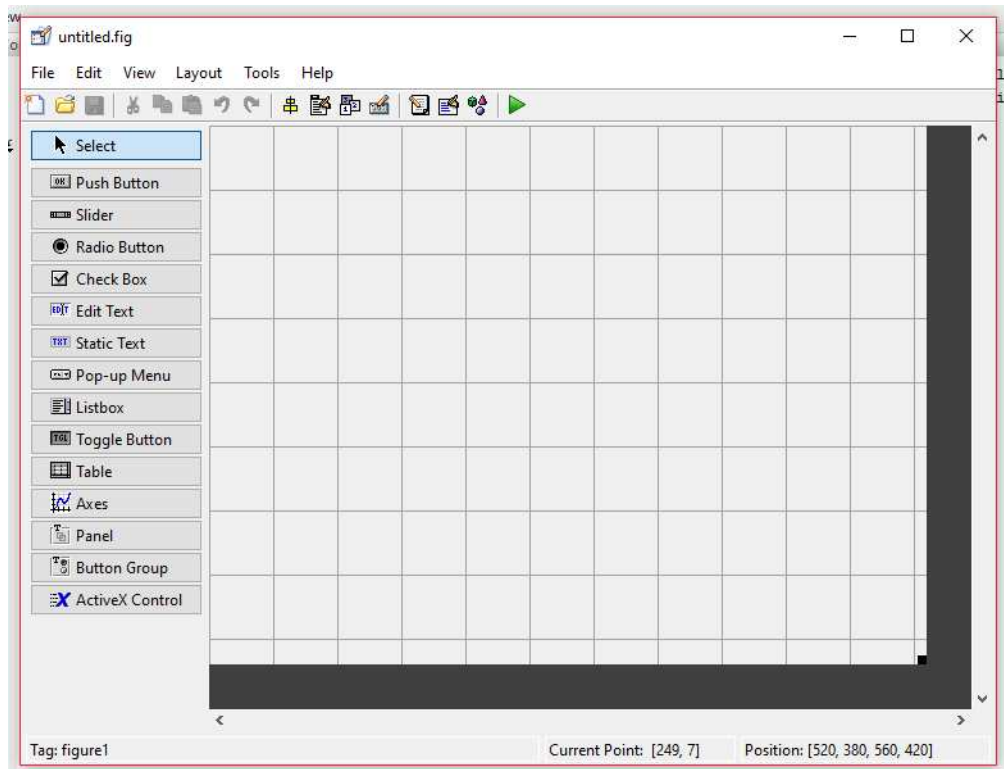 untitled.fig
File Edit View Layout Tools Help
Select
Push Button
Slider
Radio Button
Check Box
Edit Text
Static Text
Pop-up Menu
Listbox
Toggle Button
Table
Axes
Panel
Button Group
ActiveX Control
Tag: figure1 Current Point: [249, 7] Position: [520, 380, 560, 420]